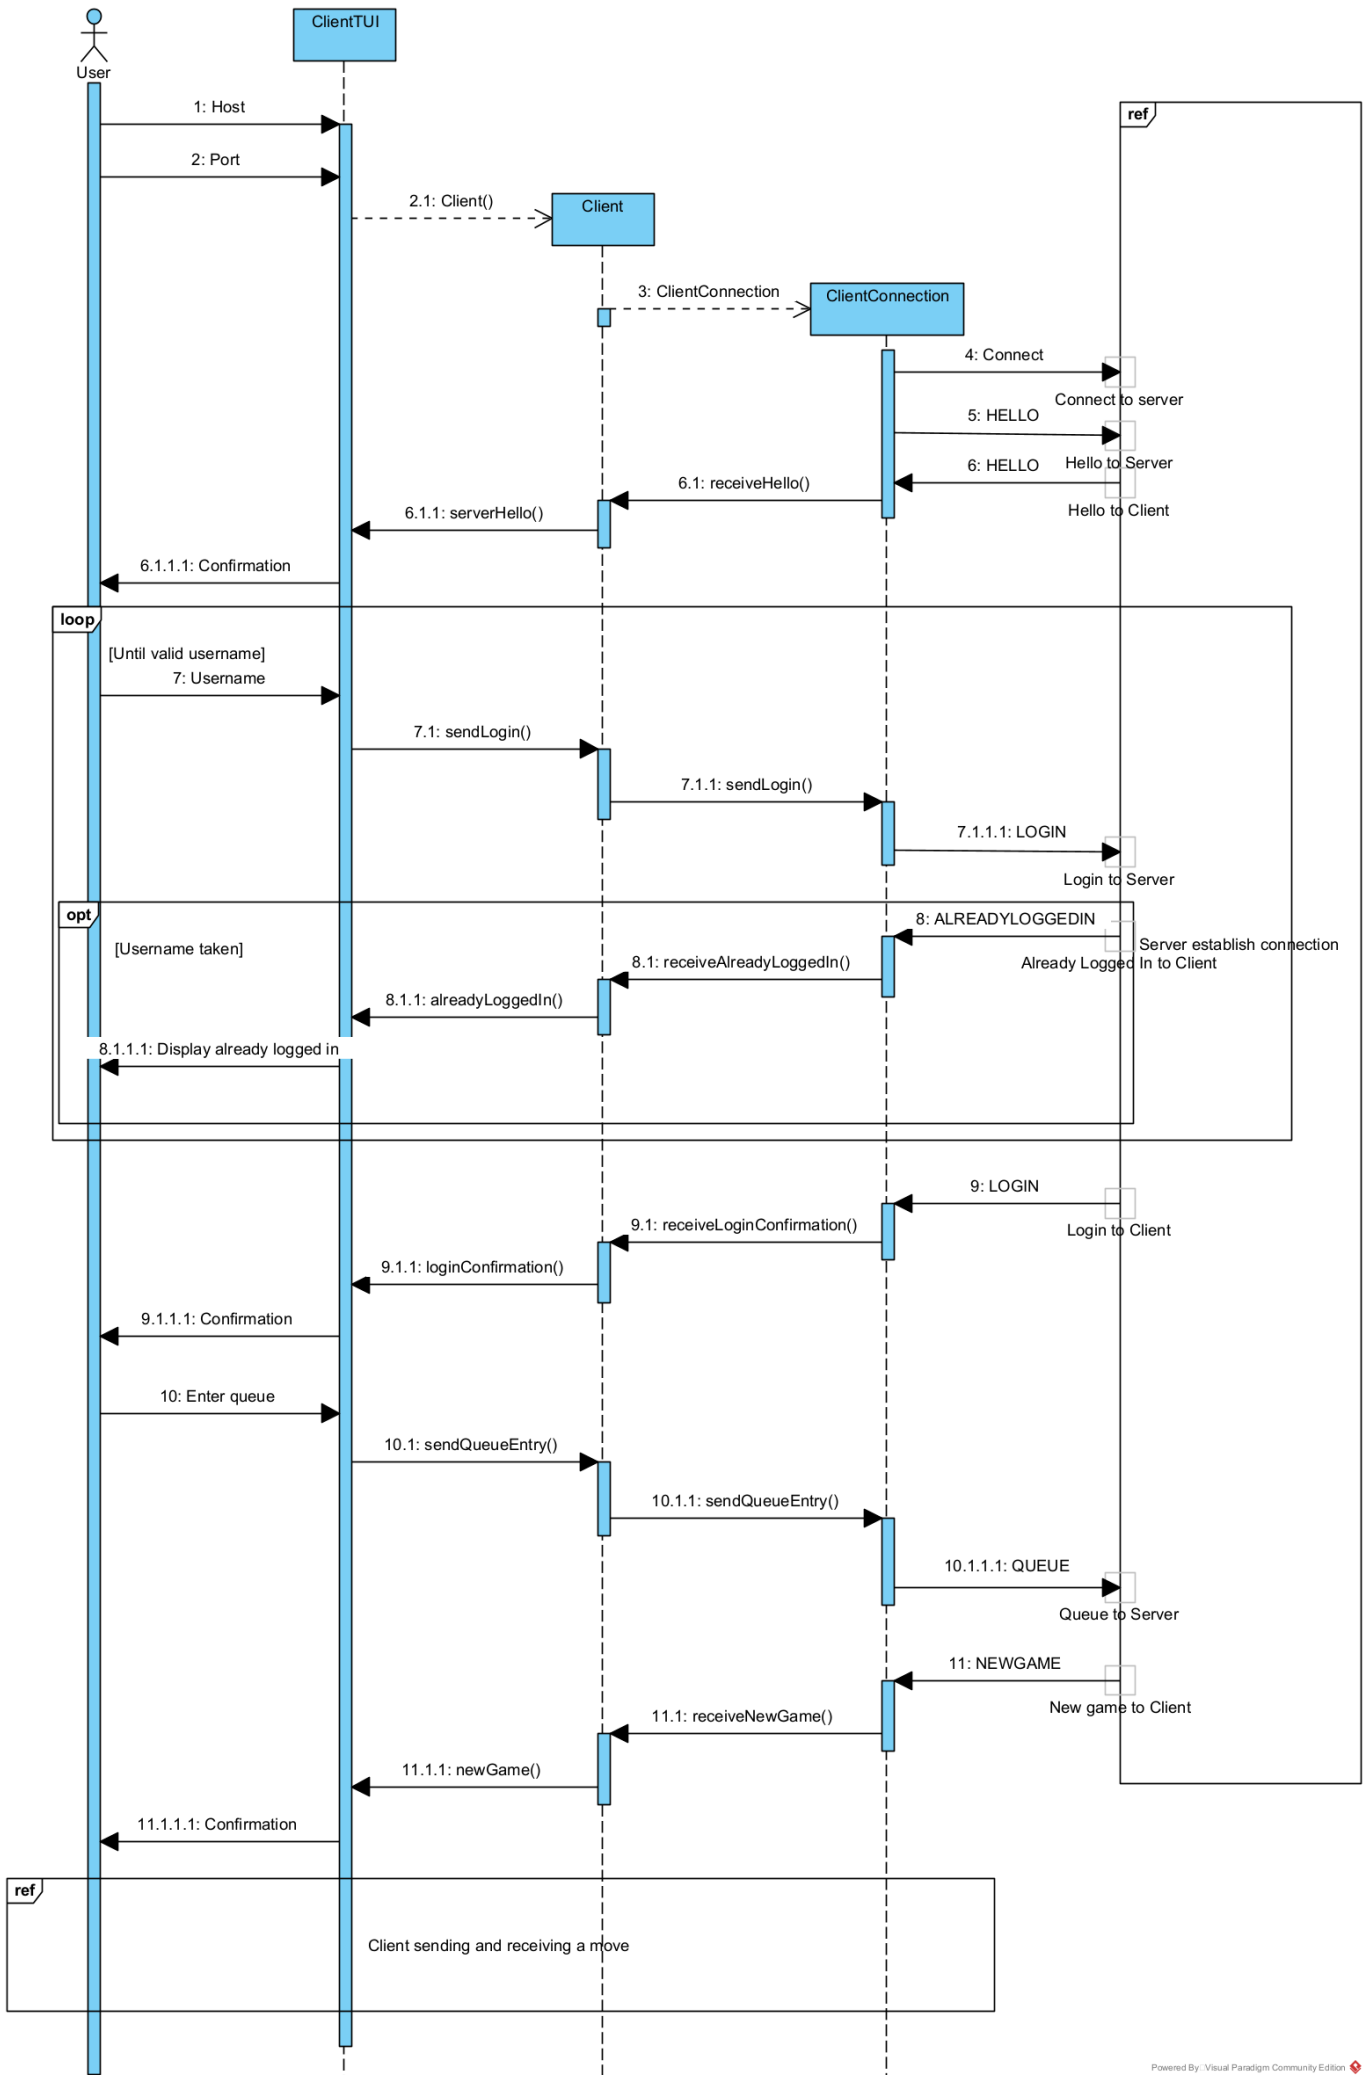 ClientTUI
User
1: Host
ref
2: Port
2.1: Client()
Client
3: ClientConnection
ClientConnection
4: Connect
Connect to server
5: HELLO
Hello to Server
6: HELLO
6.1: receiveHello()
Hello to Client
6.1.1: serverHello()
6.1.1.1: Confirmation
loop
[Until valid username]
7: Username
7.1: sendLogin()
7.1.1: sendLogin()
7.1.1.1: LOGIN
Login to Server
opt
8: ALREADYLOGGEDIN
[Username taken]
Server establish connection
8.1: receiveAlreadyLoggedIn()
Already Logged In to Client
8.1.1: alreadyLoggedIn()
8.1.1.1: Display already logged in
9: LOGIN
9.1: receiveLoginConfirmation()
Login to Client
9.1.1: loginConfirmation()
9.1.1.1: Confirmation
10: Enter queue
10.1: sendQueueEntry()
10.1.1: sendQueueEntry()
10.1.1.1: QUEUE
Queue to Server
11: NEWGAME
New game to Client
11.1: receiveNewGame()
11.1.1: newGame()
11.1.1.1: Confirmation
ref
Client sending and receiving a move
Powered By Visual Paradigm Community Edition